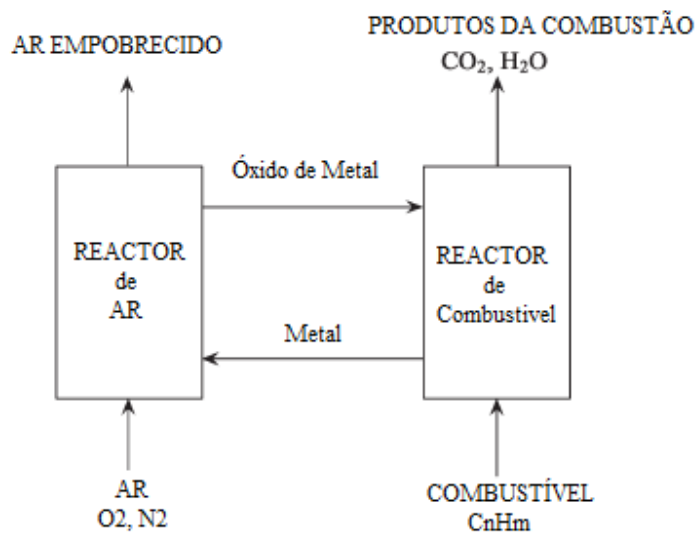 AR EMPOBRECIDO
PRODUTOS DA COMBUSTÃO
CO₂, H₂O
Óxido de Metal
REACTOR
de
AR
REACTOR
de
Combustivel
Metal
AR
O2, N2
COMBUSTÍVEL
CnHm